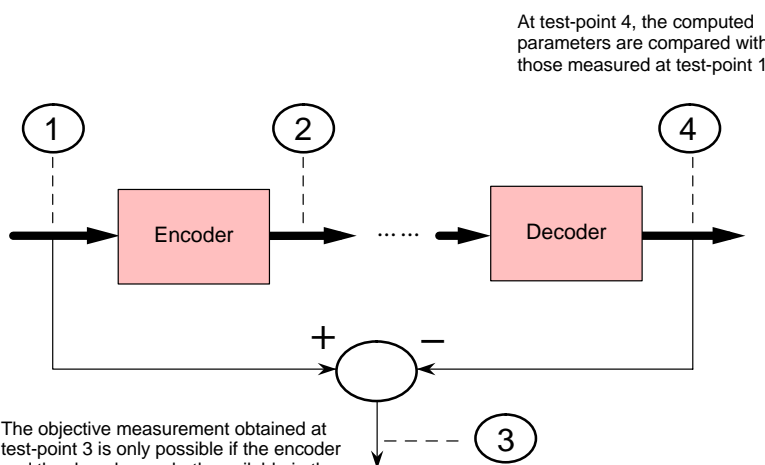 At test-point 4, the computed
parameters are compared with
those measured at test-point 1
1
2
4
Encoder
......
Decoder
+
−
The objective measurement obtained at
test-point 3 is only possible if the encoder
3